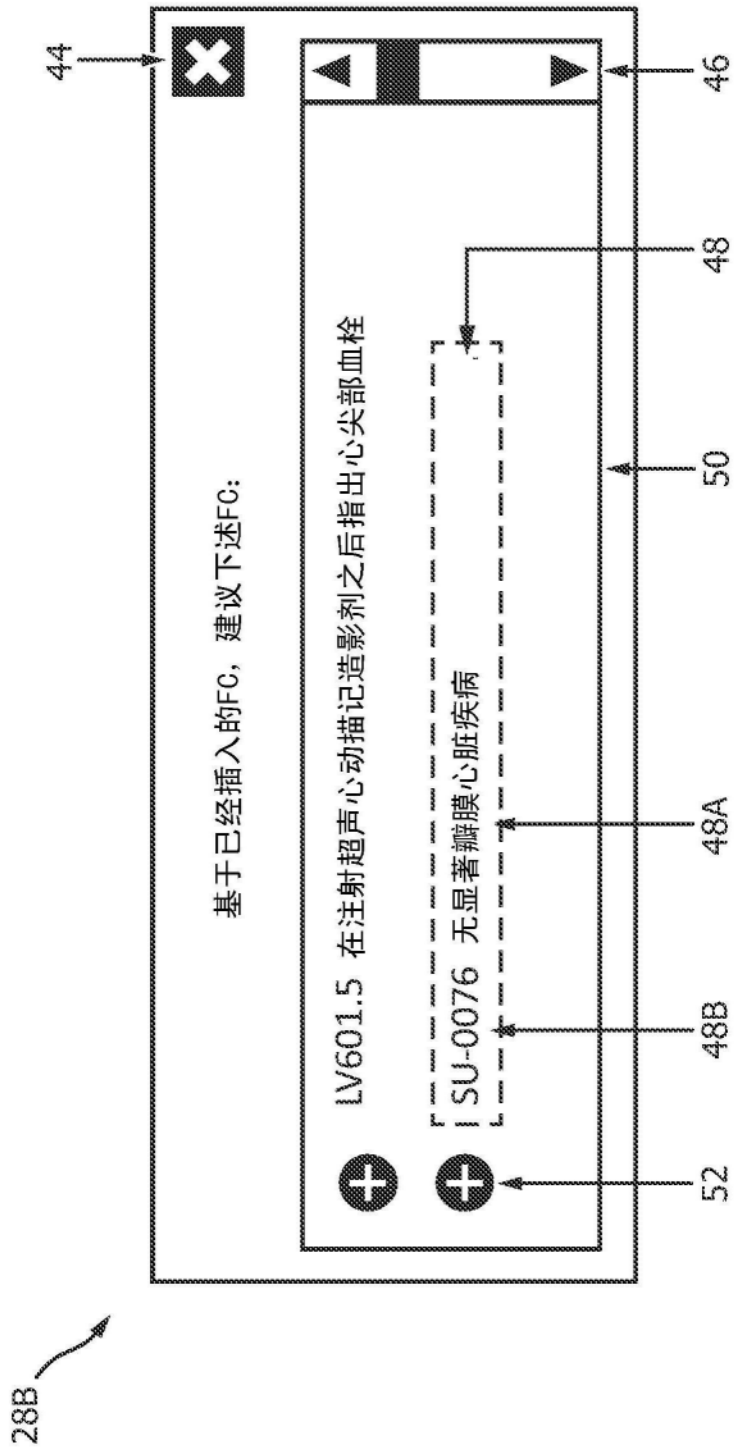 28B
44
基于已经插入的FC，建议下述FC：
LV601.5 在注射超声心动描记造影剂之后指出心尖部血栓
SU-0076 无显著瓣膜心脏疾病
52
48B
48A
50
48
46